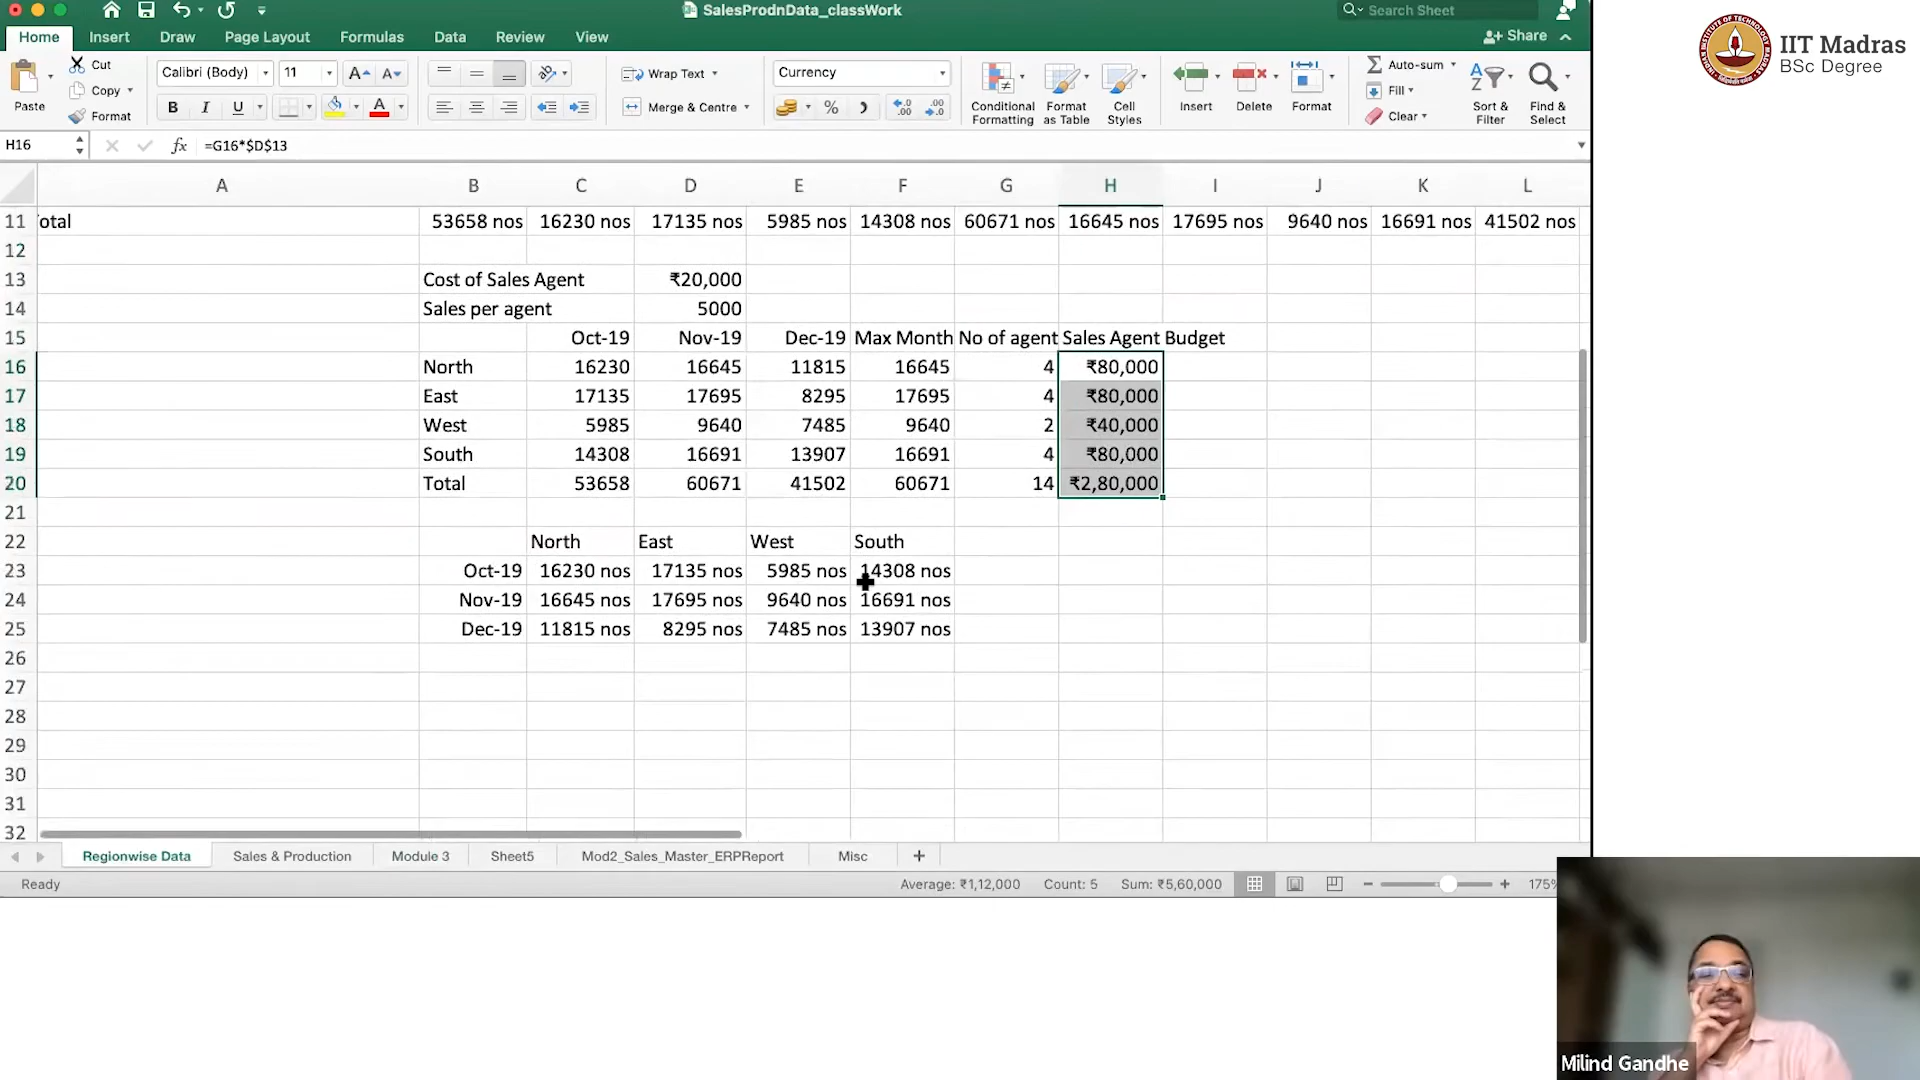 SalesProdnData_classWork
Search Sheet
Home Insert Draw Page Layout Formulas Data Review View
Share
Paste
Cut
Copy
Format
Calibri (Body) 11
B I U
Wrap Text
Merge & Centre
Currency
Conditional Formatting
Format as Table
Cell Styles
Insert
Delete
Format
Auto-sum
Fill
Clear
Sort & Filter
Find & Select
H16 fx =G16*$D$13
A B C D E F G H I J K L
11 otal 53658 nos 16230 nos 17135 nos 5985 nos 14308 nos 60671 nos 16645 nos 17695 nos 9640 nos 16691 nos 41502 nos
12
13 Cost of Sales Agent ₹20,000
14 Sales per agent 5000
15 Oct-19 Nov-19 Dec-19 Max Month No of agent Sales Agent Budget
16 North 16230 16645 11815 16645 4 ₹80,000
17 East 17135 17695 8295 17695 4 ₹80,000
18 West 5985 9640 7485 9640 2 ₹40,000
19 South 14308 16691 13907 16691 4 ₹80,000
20 Total 53658 60671 41502 60671 14 ₹2,80,000
21
22 North East West South
23 Oct-19 16230 nos 17135 nos 5985 nos 14308 nos
24 Nov-19 16645 nos 17695 nos 9640 nos 16691 nos
25 Dec-19 11815 nos 8295 nos 7485 nos 13907 nos
26
27
28
29
30
31
32
Regionwise Data Sales & Production Module 3 Sheet5 Mod2_Sales_Master_ERPReport Misc +
Ready Average: ₹1,12,000 Count: 5 Sum: ₹5,60,000 175%
IIT Madras
BSc Degree
Milind Gandhe